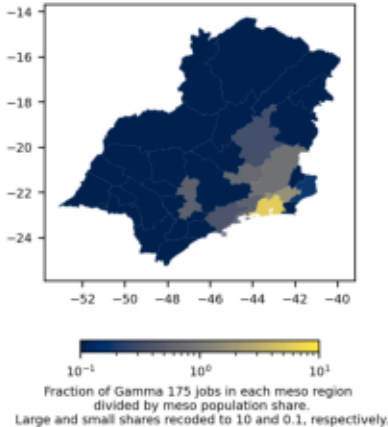 −14
−16
−18
−20
−22
−24
−52 −50 −48 −46 −44 −42 −40
10⁻¹ 10⁰ 10¹
Fraction of Gamma 175 jobs in each meso region
divided by meso population share.
Large and small shares recoded to 10 and 0.1, respectively.